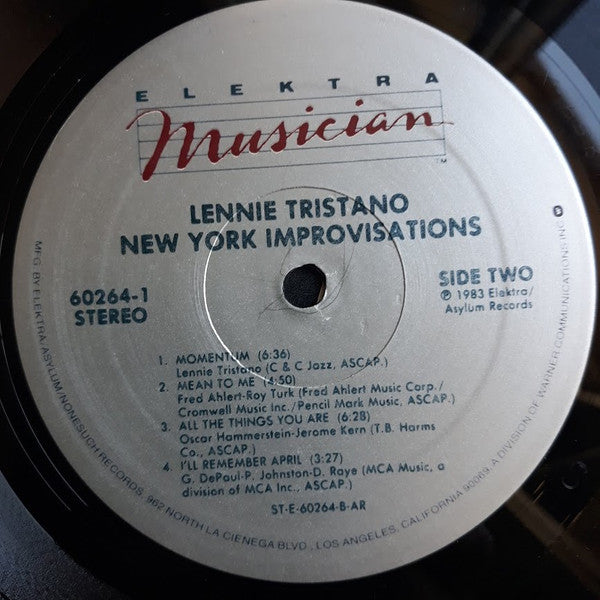 ELEKTRA
Musician
TM
LENNIE TRISTANO
NEW YORK IMPROVISATIONS
60264-1
STEREO
SIDE TWO
℗ 1983 Elektra/
Asylum Records
1. MOMENTUM (6:36)
Lennie Tristano (C & C Jazz, ASCAP.)
2. MEAN TO ME (4:50)
Fred Ahlert-Roy Turk (Fred Ahlert Music Corp./
Cromwell Music Inc./Pencil Mark Music, ASCAP.)
3. ALL THE THINGS YOU ARE (6:28)
Oscar Hammerstein-Jerome Kern (T.B. Harms
Co., ASCAP.)
4. I'LL REMEMBER APRIL (3:27)
G. DePaul-P. Johnston-D. Raye (MCA Music, a
division of MCA Inc., ASCAP.)
ST-E-60264-B-AR
MFG. BY ELEKTRA/ASYLUM/NONESUCH RECORDS, 962 NORTH LA CIENEGA BLVD., LOS ANGELES, CALIFORNIA 90069. A DIVISION OF WARNER COMMUNICATIONS INC.